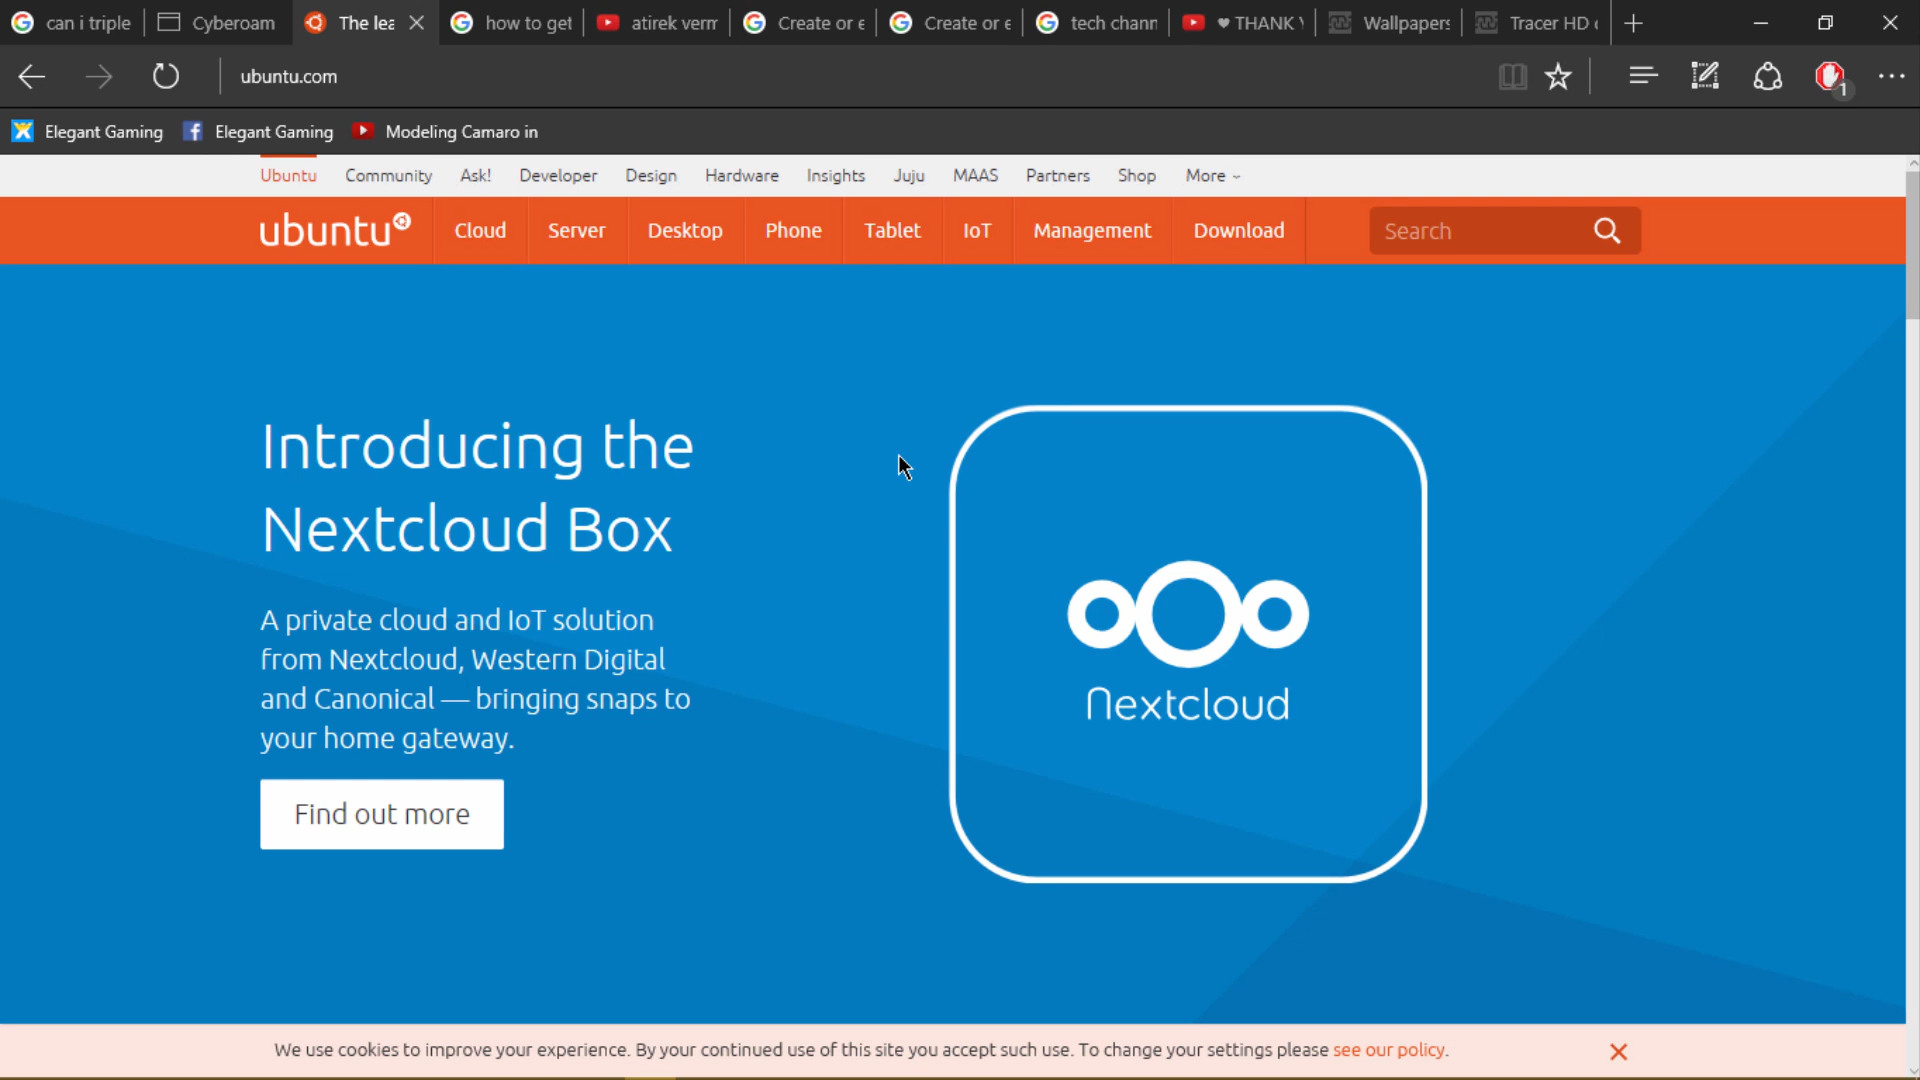 can i triple
Cyberoam
The lea
how to get
atirek verm
Create or e
Create or e
tech chann
♥ THANK Y
Wallpapers
Tracer HD
ubuntu.com
1
Elegant Gaming
Elegant Gaming
Modeling Camaro in
Ubuntu Community Ask! Developer Design Hardware Insights Juju MAAS Partners Shop More
ubuntu Cloud Server Desktop Phone Tablet IoT Management Download Search
Introducing the
Nextcloud Box
A private cloud and IoT solution
from Nextcloud, Western Digital
and Canonical — bringing snaps to
your home gateway.
Find out more
Nextcloud
We use cookies to improve your experience. By your continued use of this site you accept such use. To change your settings please see our policy.